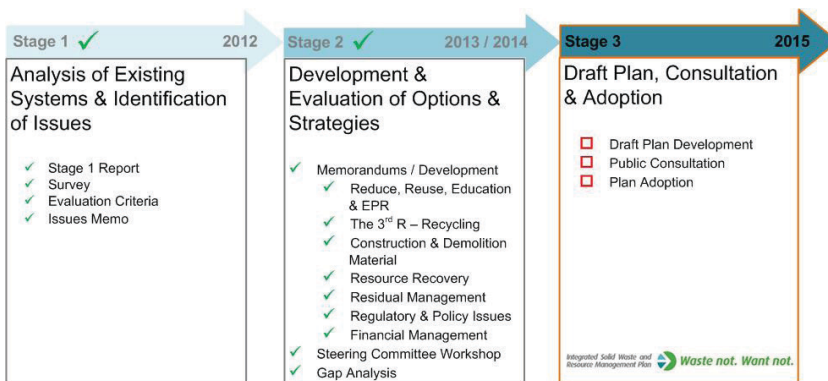 Stage 1 2012
Analysis of Existing
Systems & Identification
of Issues
Stage 1 Report
Survey
Evaluation Criteria
Issues Memo
Stage 2 2013 / 2014
Development &
Evaluation of Options &
Strategies
Memorandums / Development
Reduce, Reuse, Education
& EPR
The 3rd R – Recycling
Construction & Demolition
Material
Resource Recovery
Residual Management
Regulatory & Policy Issues
Financial Management
Steering Committee Workshop
Gap Analysis
Stage 3 2015
Draft Plan, Consultation
& Adoption
Draft Plan Development
Public Consultation
Plan Adoption
Integrated Solid Waste and
Resource Management Plan
Waste not. Want not.